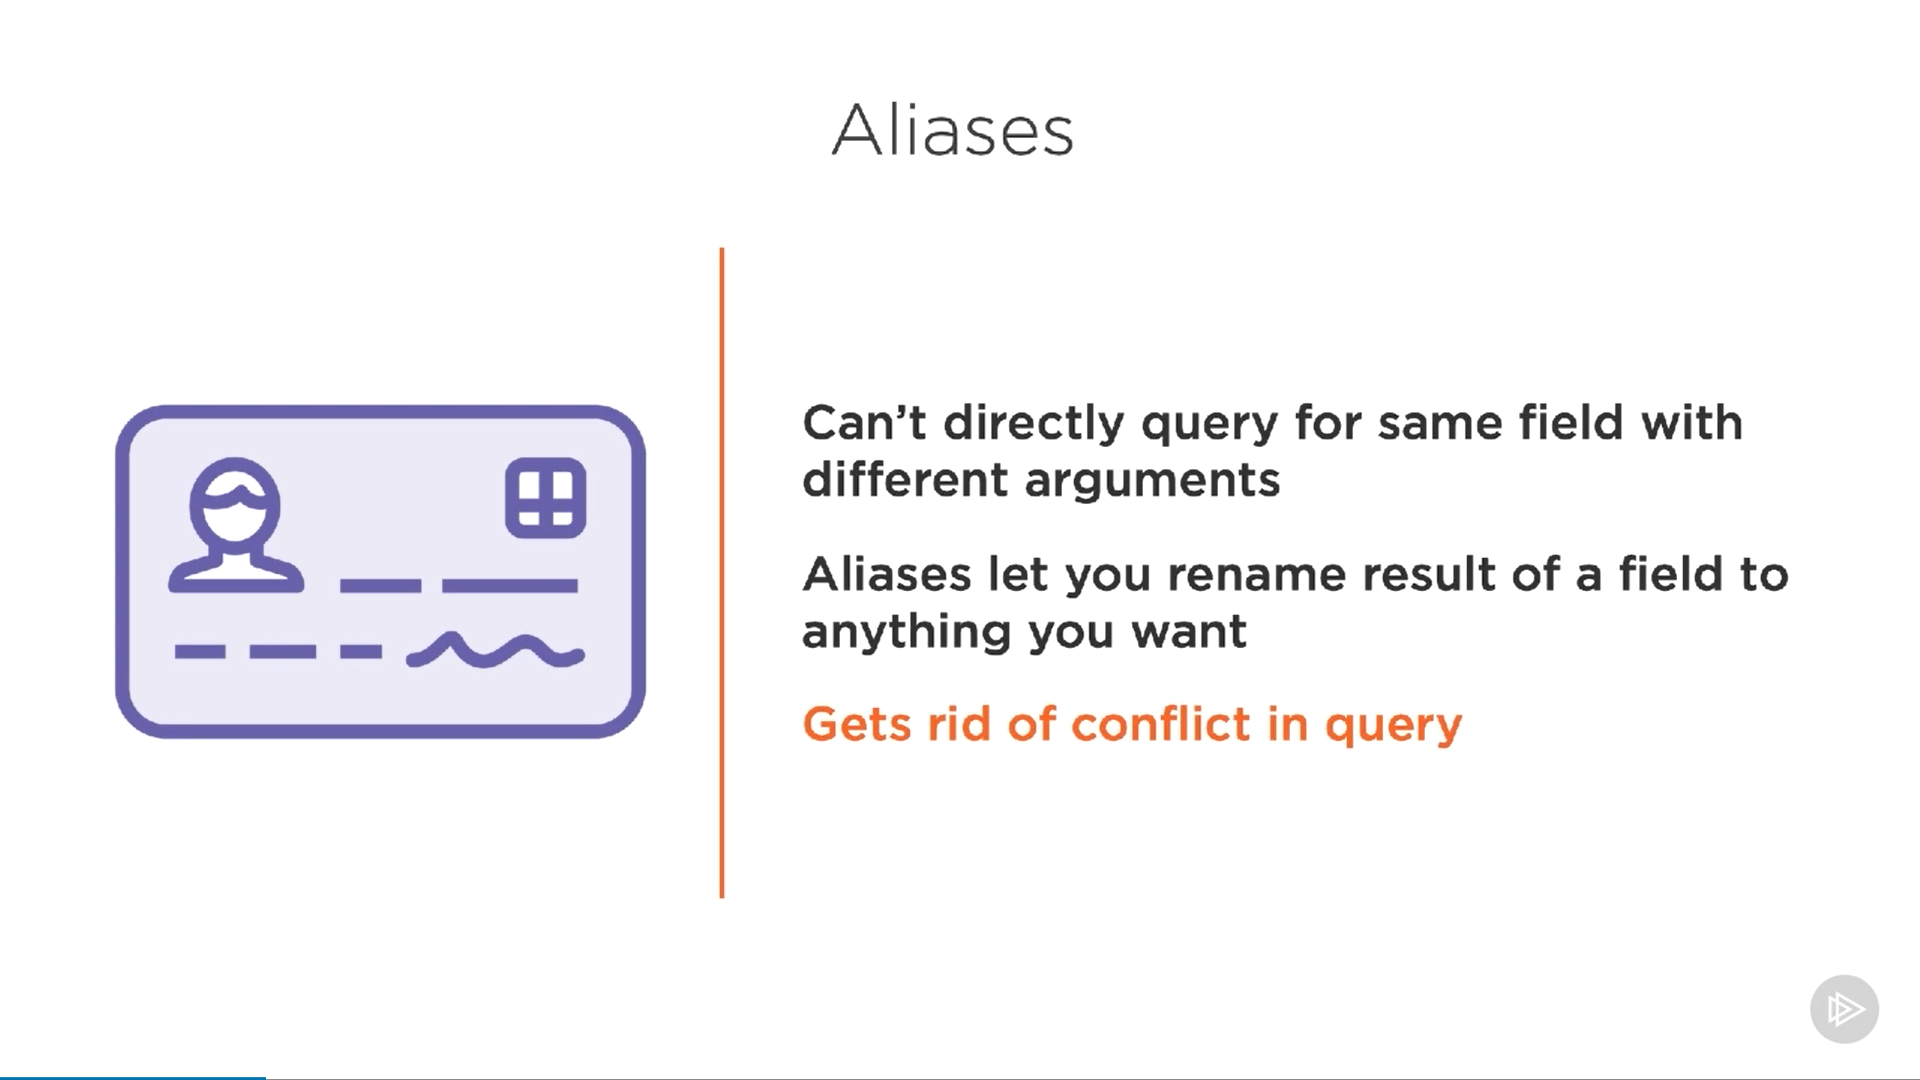 Aliases
Can’t directly query for same field with
different arguments
Aliases let you rename result of a field to
anything you want
Gets rid of conflict in query